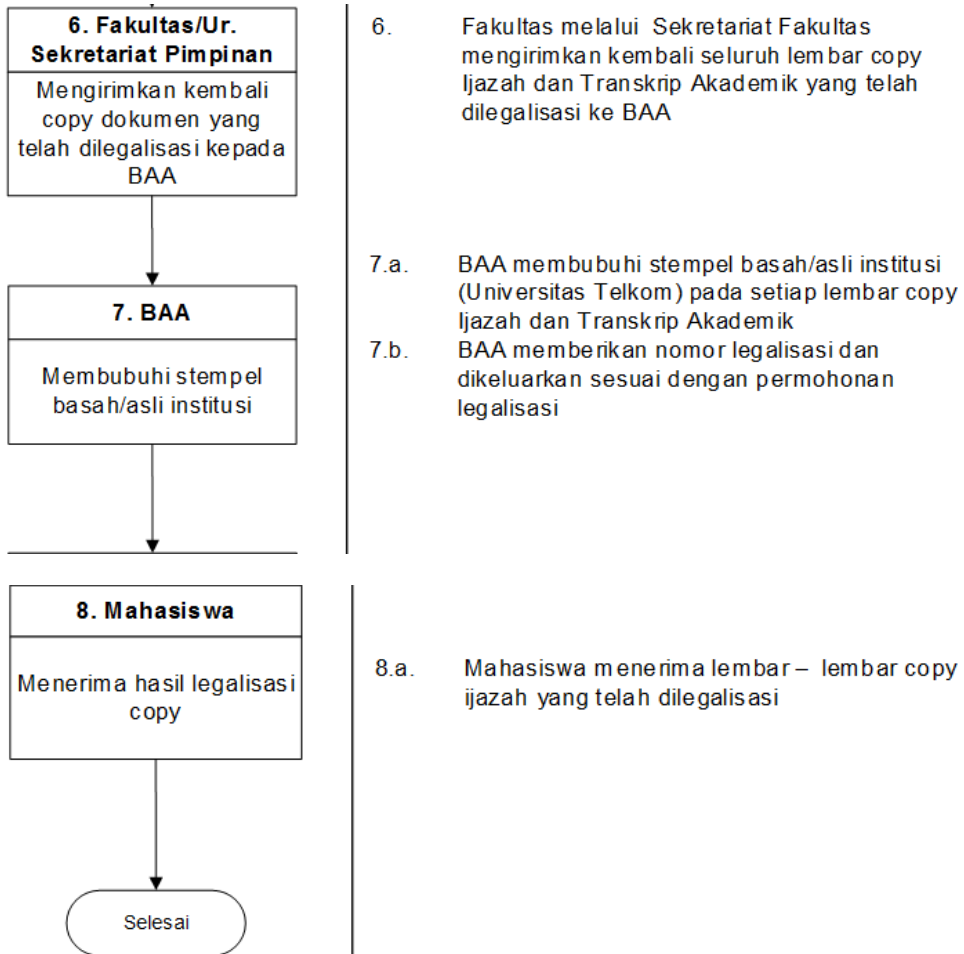 6. Fakultas/Ur.
Sekretariat Pimpinan
Mengirimkan kembali
copy dokumen yang
telah dilegalisasi kepada
BAA
6. Fakultas melalui Sekretariat Fakultas
mengirimkan kembali seluruh lembar copy
Ijazah dan Transkrip Akademik yang telah
dilegalisasi ke BAA
7. BAA
Membubuhi stempel
basah/asli institusi
7.a. BAA membubuhi stempel basah/asli institusi
(Universitas Telkom) pada setiap lembar copy
Ijazah dan Transkrip Akademik
7.b. BAA memberikan nomor legalisasi dan
dikeluarkan sesuai dengan permohonan
legalisasi
8. Mahasiswa
Menerima hasil legalisasi
copy
8.a. Mahasiswa menerima lembar – lembar copy
ijazah yang telah dilegalisasi
Selesai